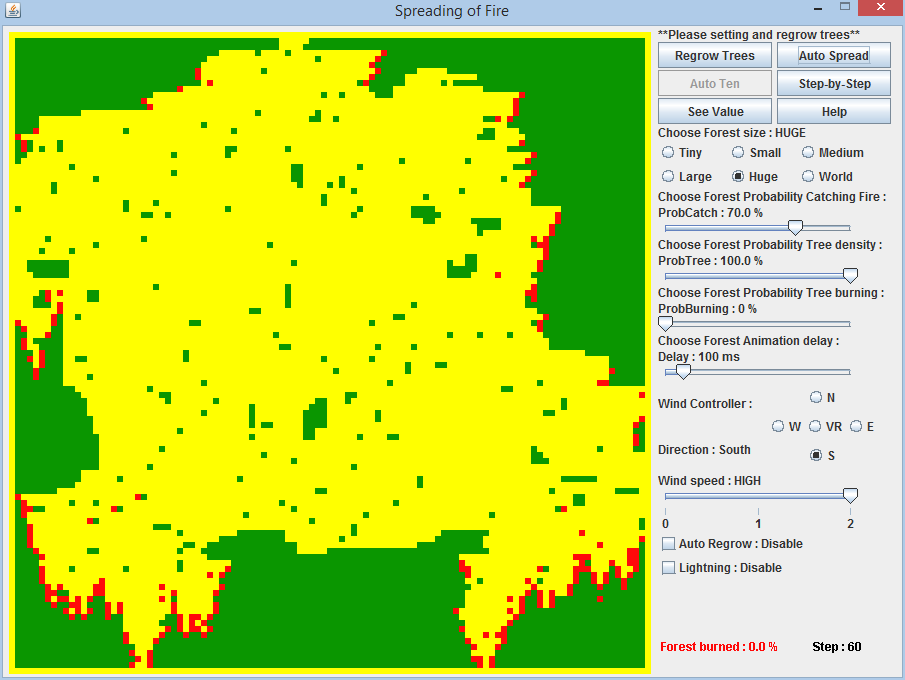 Spreading of Fire
**Please setting and regrow trees**
Regrow Trees Auto Spread
Auto Ten Step-by-Step
See Value Help
Choose Forest size : HUGE
Tiny Small Medium
Large Huge World
Choose Forest Probability Catching Fire :
ProbCatch : 70.0 %
Choose Forest Probability Tree density :
ProbTree : 100.0 %
Choose Forest Probability Tree burning :
ProbBurning : 0 %
Choose Forest Animation delay :
Delay : 100 ms
N
Wind Controller :
W VR E
Direction : South
S
Wind speed : HIGH
0 1 2
Auto Regrow : Disable
Lightning : Disable
Forest burned : 0.0 % Step : 60